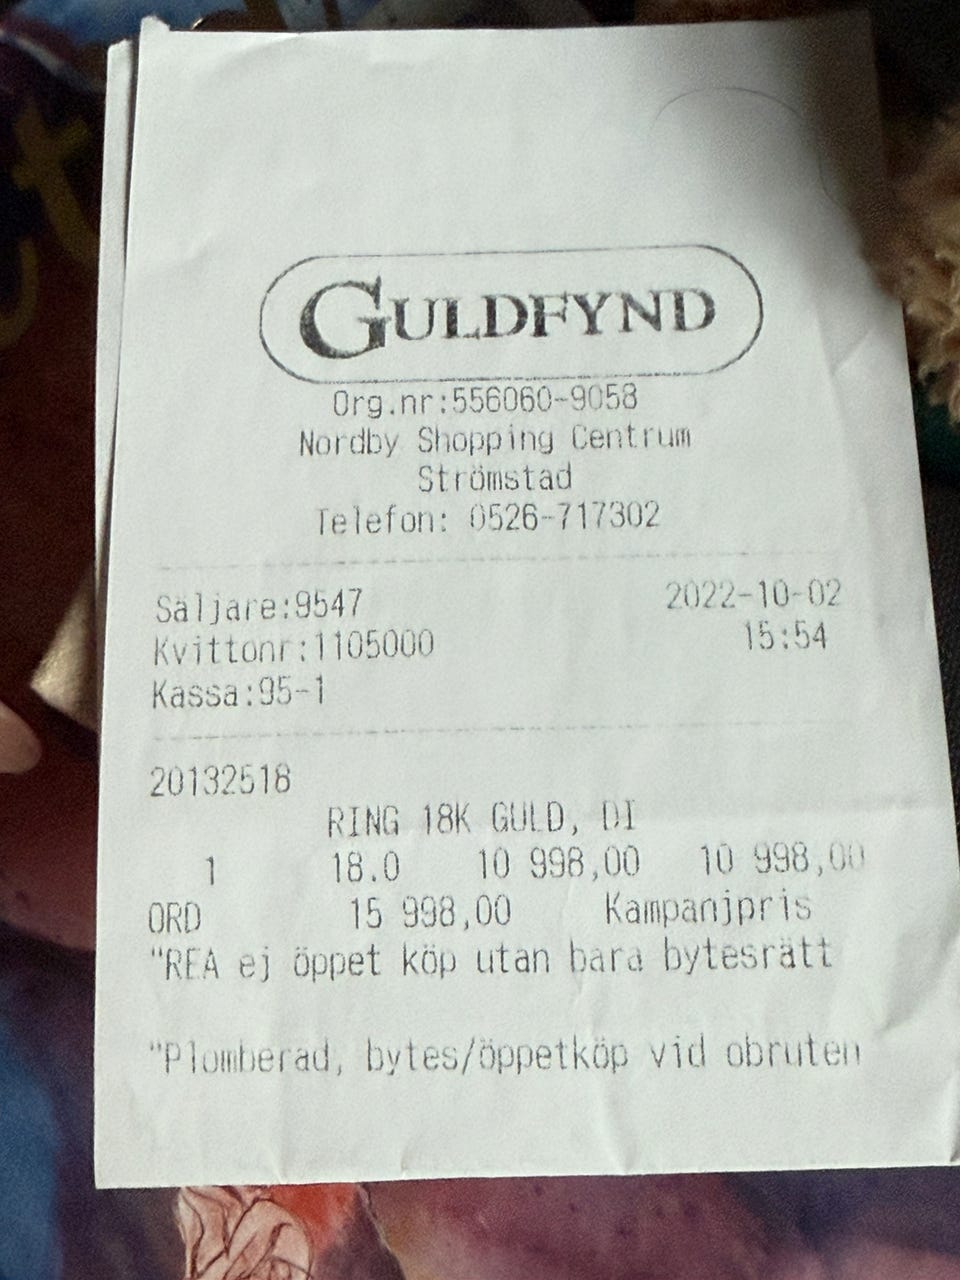 GULDFYND
Org.nr:556060-9058
Nordby Shopping Centrum
Strömstad
Telefon: 0526-717302
Säljare:9547 2022-10-02
Kvittonr:1105000 15:54
Kassa:95-1
20132518
RING 18K GULD, DI
1 18.0 10 998,00 10 998,00
ORD 15 998,00 Kampanjpris
"REA ej öppet köp utan bara bytesrätt
"Plomberad, bytes/öppetköp vid obruten